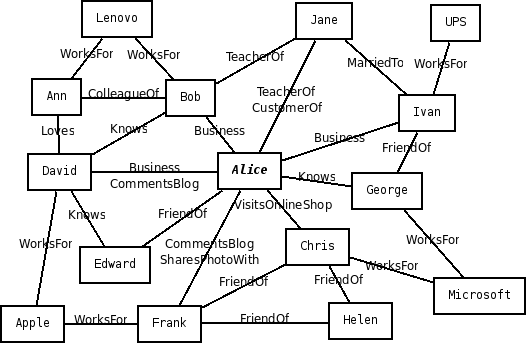 Lenovo
Jane
UPS
WorksFor
WorksFor
TeacherOf
MarriedTo
WorksFor
Ann
ColleagueOf
Bob
TeacherOf
CustomerOf
Ivan
Loves
Knows
Business
Business
FriendOf
David
Business
CommentsBlog
Alice
Knows
George
Knows
FriendOf
VisitsOnlineShop
WorksFor
CommentsBlog
SharesPhotoWith
Chris
WorksFor
Edward
FriendOf
FriendOf
WorksFor
Microsoft
Apple
WorksFor
Frank
FriendOf
Helen